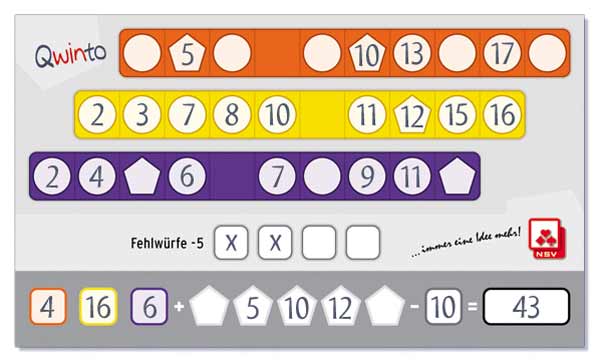 Qwinto
5 10 13 17
2 3 7 8 10 11 12 15 16
2 4 6 7 9 11
Fehlwürfe -5 X X
...immer eine Idee mehr!
NSV
4 16 6 + 5 10 12 - 10 = 43